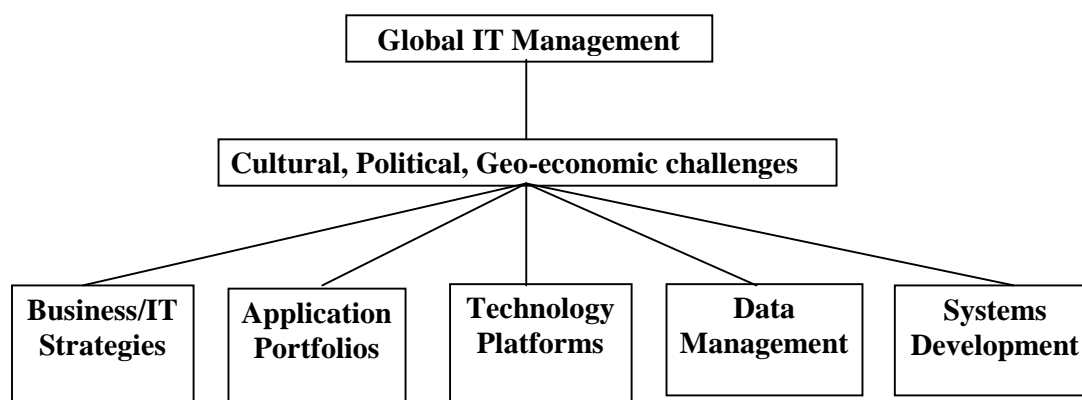 Global IT Management
Cultural, Political, Geo-economic challenges
Business/IT
Strategies
Application
Portfolios
Technology
Platforms
Data
Management
Systems
Development